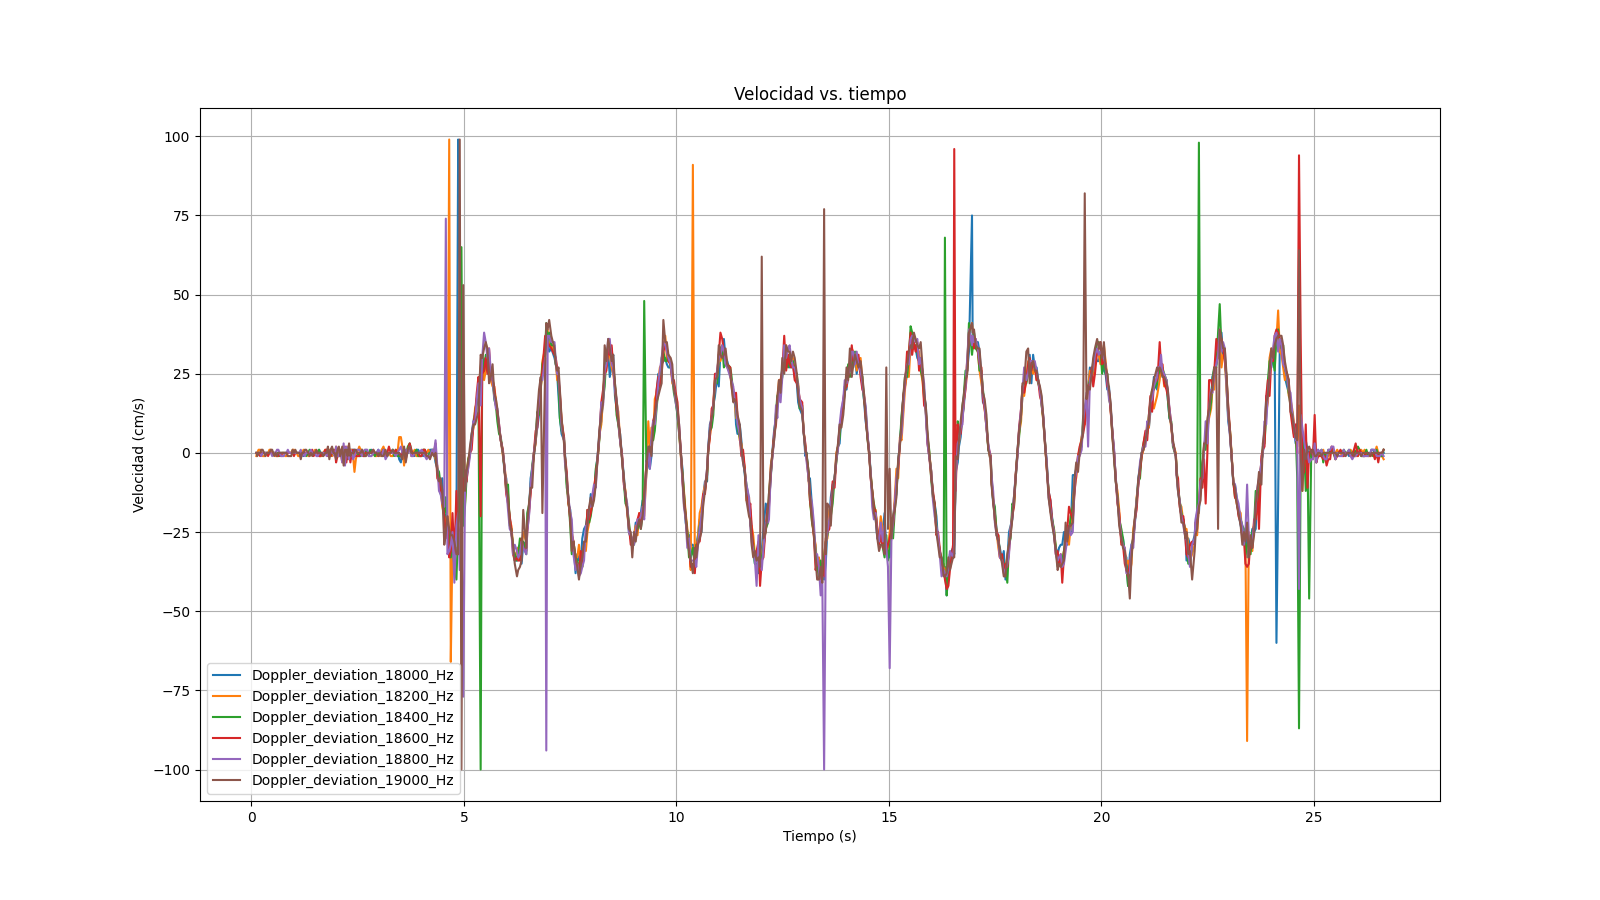 Velocidad vs. tiempo
100
75
50
25
0
−25
−50
−75
−100
Velocidad (cm/s)
Doppler_deviation_18000_Hz
Doppler_deviation_18200_Hz
Doppler_deviation_18400_Hz
Doppler_deviation_18600_Hz
Doppler_deviation_18800_Hz
Doppler_deviation_19000_Hz
0 5 10 15 20 25
Tiempo (s)